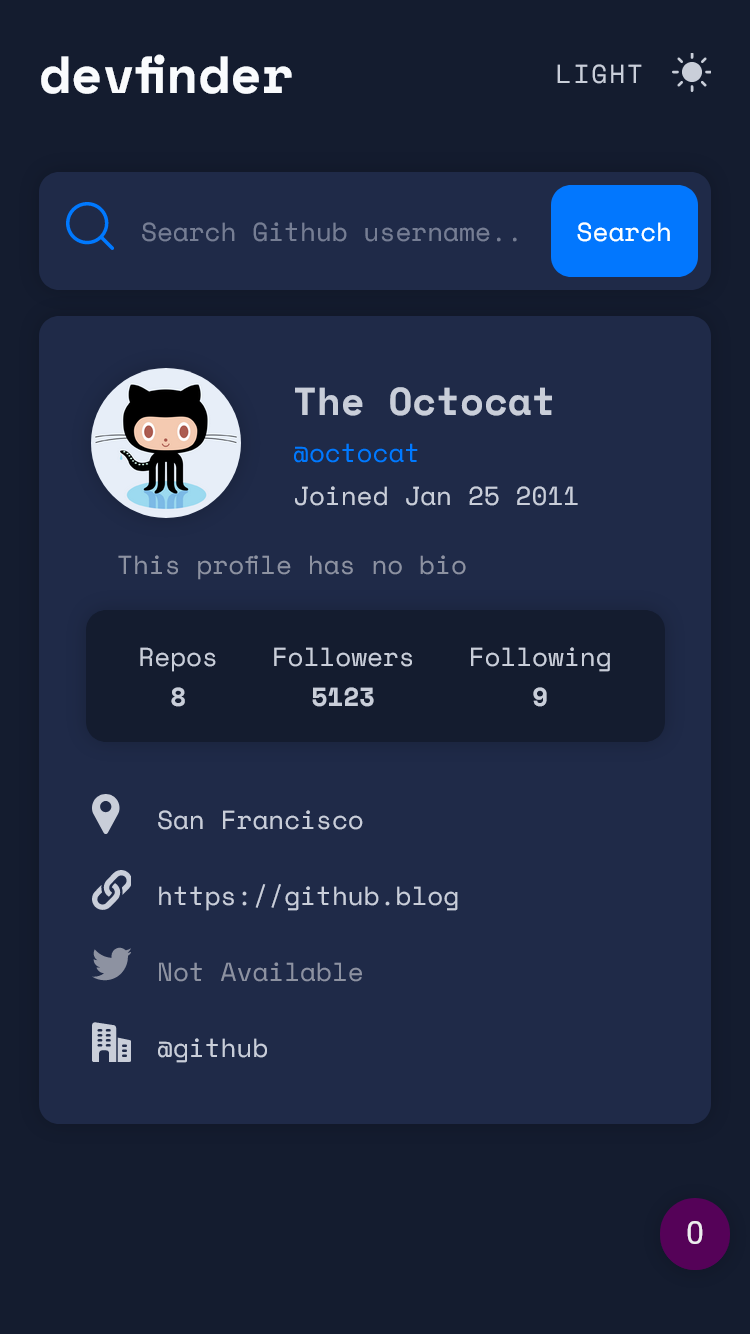 devfinder
LIGHT
Search Github username..
Search
The Octocat
@octocat
Joined Jan 25 2011
This profile has no bio
Repos Followers Following
8 5123 9
San Francisco
https://github.blog
Not Available
@github
0